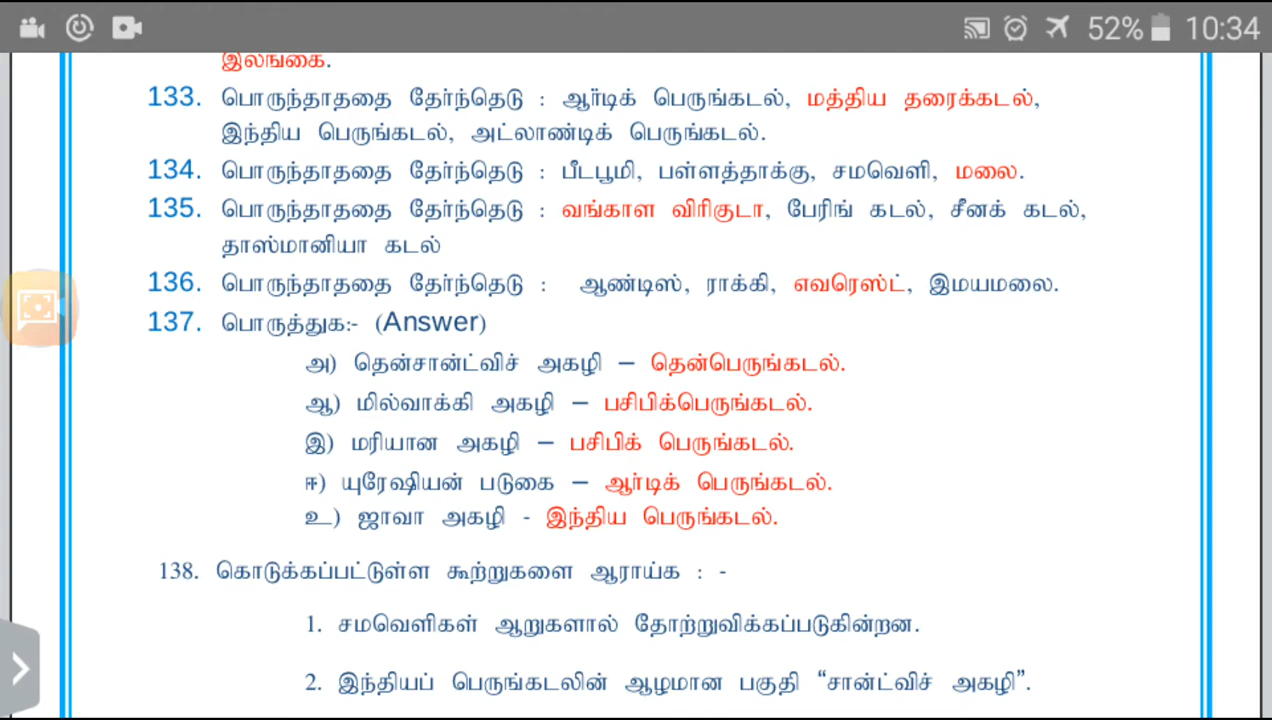 52% 10:34
இலங்கை.
133. பொருந்தாததை தேர்ந்தெடு : ஆர்டிக் பெருங்கடல், மத்திய தரைக்கடல்,
இந்திய பெருங்கடல், அட்லாண்டிக் பெருங்கடல்.
134. பொருந்தாததை தேர்ந்தெடு : பீடபூமி, பள்ளத்தாக்கு, சமவெளி, மலை.
135. பொருந்தாததை தேர்ந்தெடு : வங்காள விரிகுடா, பேரிங் கடல், சீனக் கடல்,
தாஸ்மானியா கடல்
136. பொருந்தாததை தேர்ந்தெடு : ஆண்டிஸ், ராக்கி, எவரெஸ்ட், இமயமலை.
137. பொருத்துக:- (Answer)
அ) தென்சான்ட்விச் அகழி – தென்பெருங்கடல்.
ஆ) மில்வாக்கி அகழி – பசிபிக்பெருங்கடல்.
இ) மரியான அகழி – பசிபிக் பெருங்கடல்.
ஈ) யுரேஷியன் படுகை – ஆர்டிக் பெருங்கடல்.
உ) ஜாவா அகழி - இந்திய பெருங்கடல்.
138. கொடுக்கப்பட்டுள்ள கூற்றுகளை ஆராய்க : -
1. சமவெளிகள் ஆறுகளால் தோற்றுவிக்கப்படுகின்றன.
2. இந்தியப் பெருங்கடலின் ஆழமான பகுதி “சான்ட்விச் அகழி”.